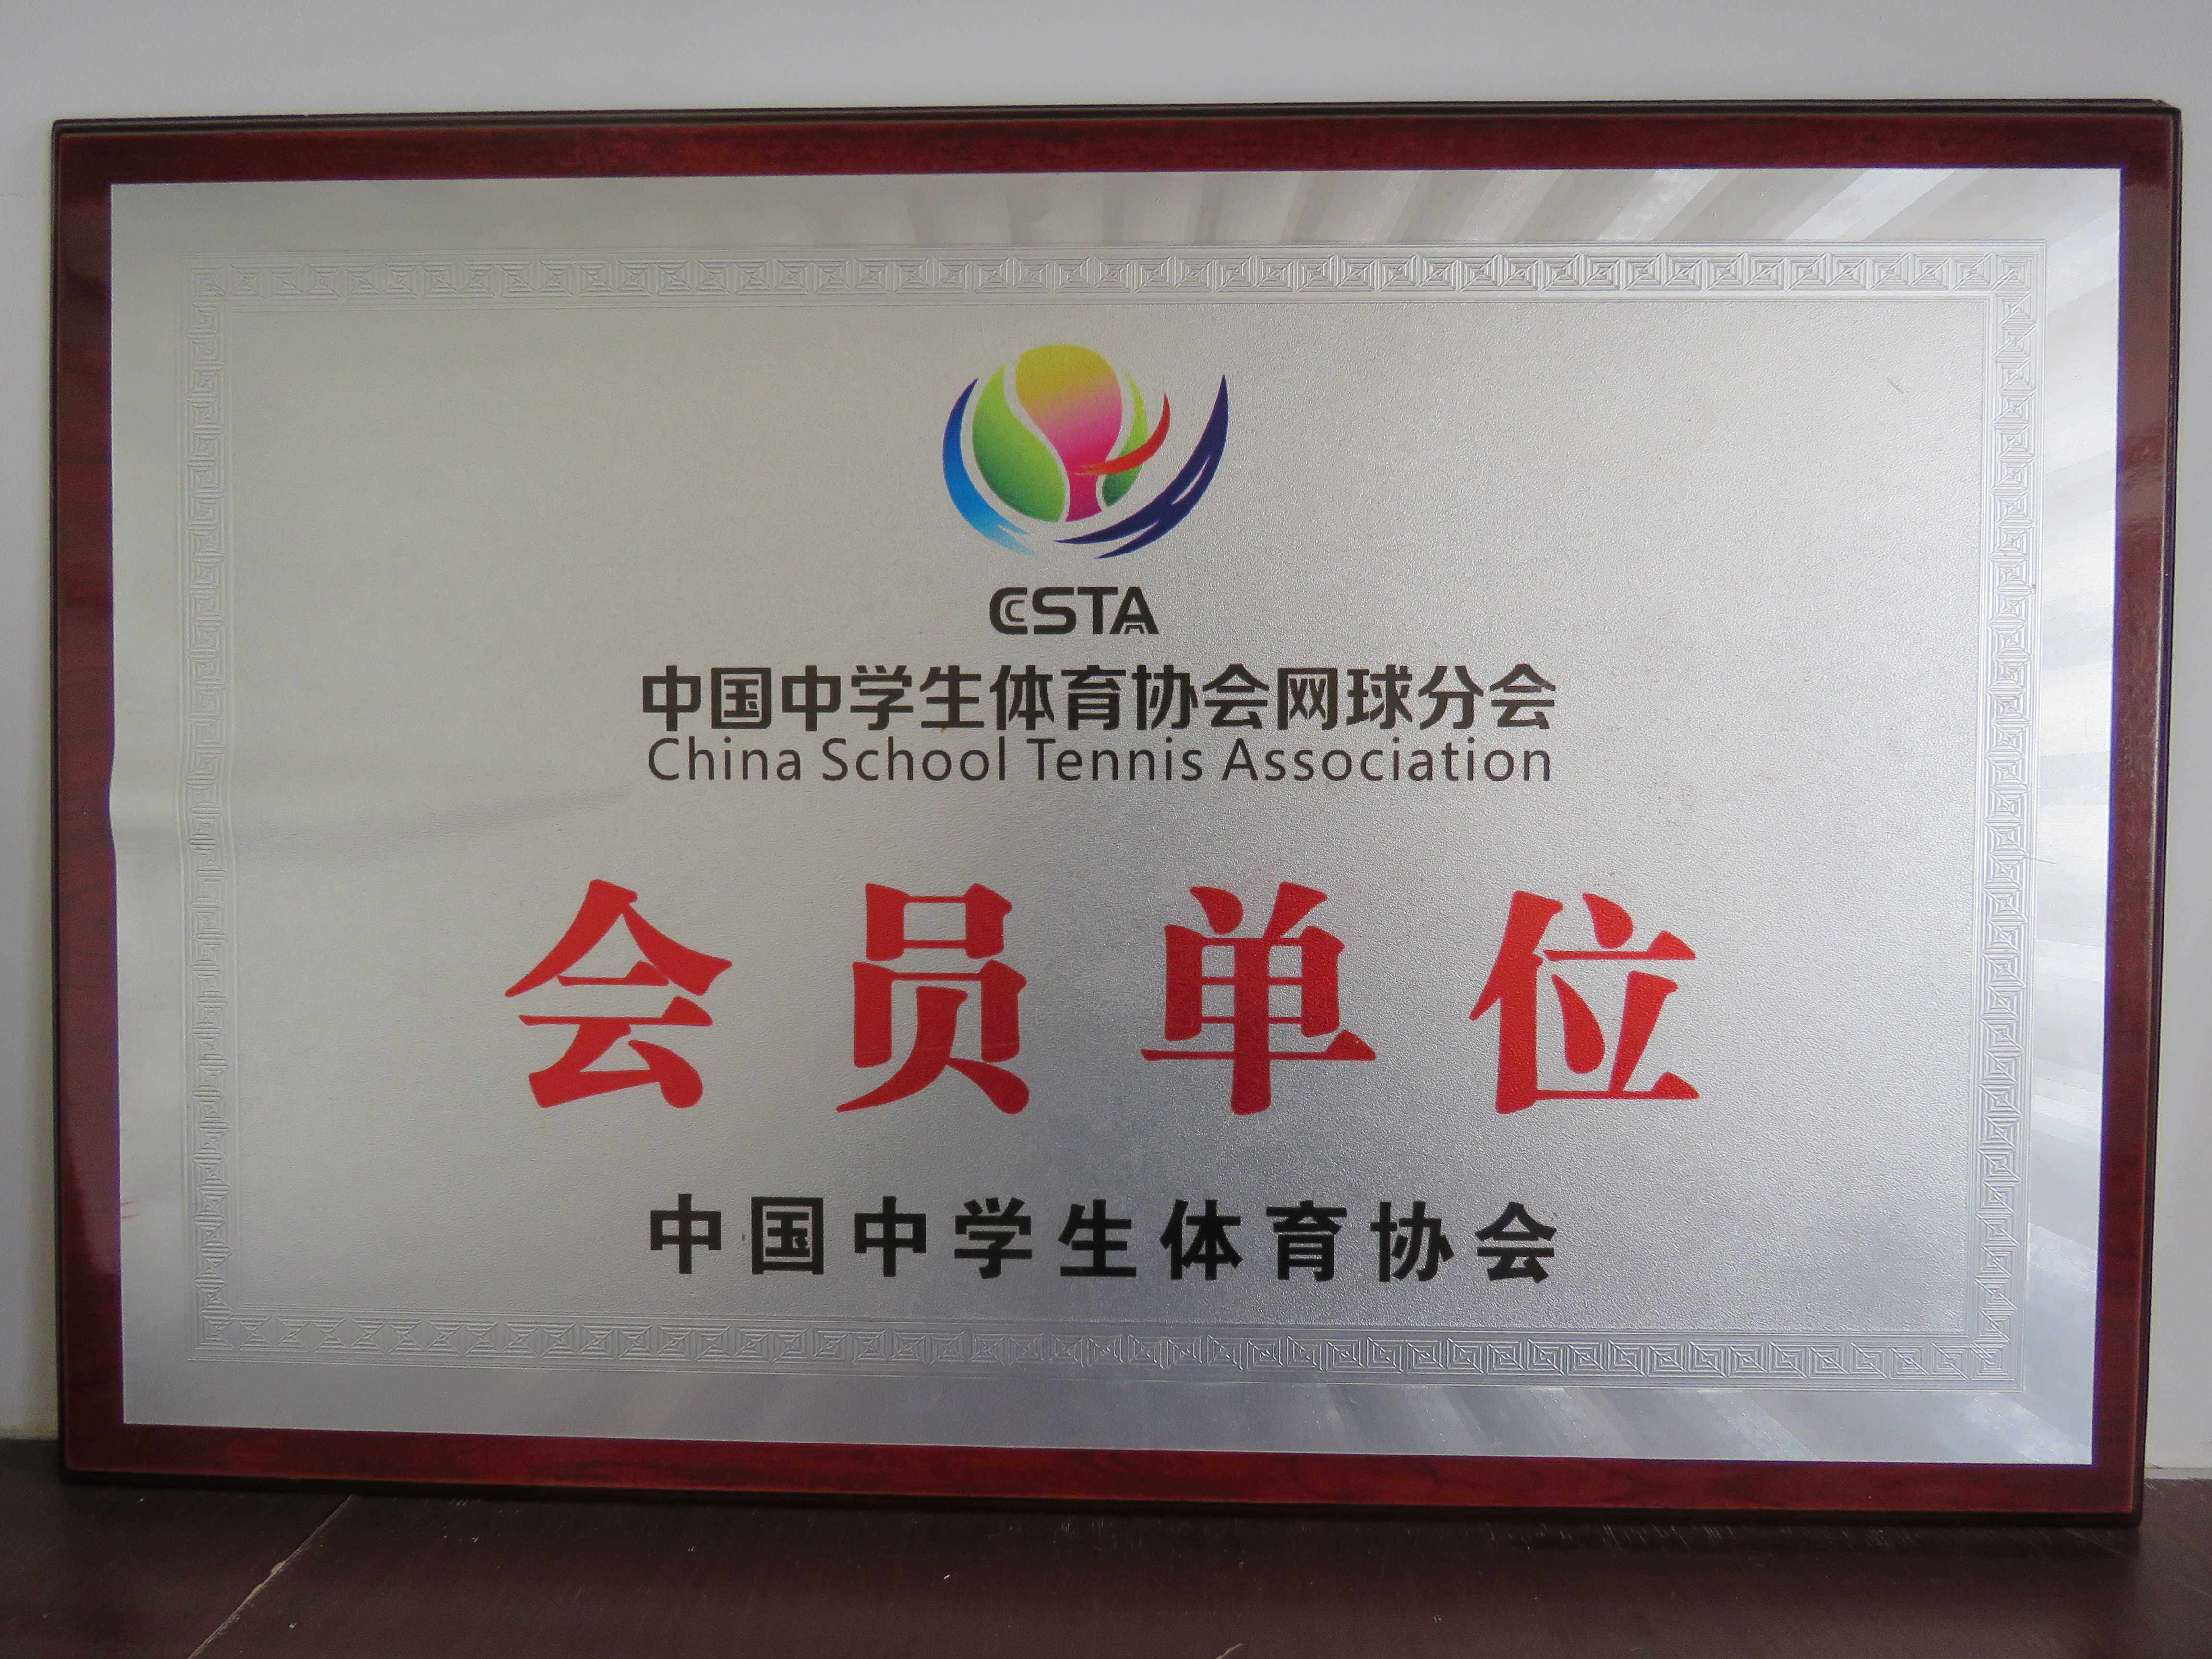 CSTA
中国中学生体育协会网球分会
China School Tennis Association
会员单位
中国中学生体育协会